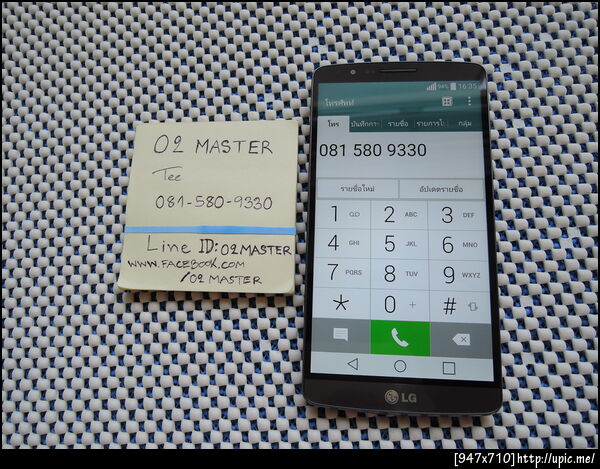 O2 MASTER
Tee
081-580-9330
Line ID: O2MASTER
WWW.FACEBOOK.COM
/O2 MASTER
94% 16:35
โทรศัพท์
โทร บันทึกการ รายชื่อ รายการโป กลุ่ม
081 580 9330
รายชื่อใหม่ อัปเดตรายชื่อ
1 2 ABC 3 DEF
4 GHI 5 JKL 6 MNO
7 PQRS 8 TUV 9 WXYZ
* 0 + #
LG
[947x710]http://upic.me/